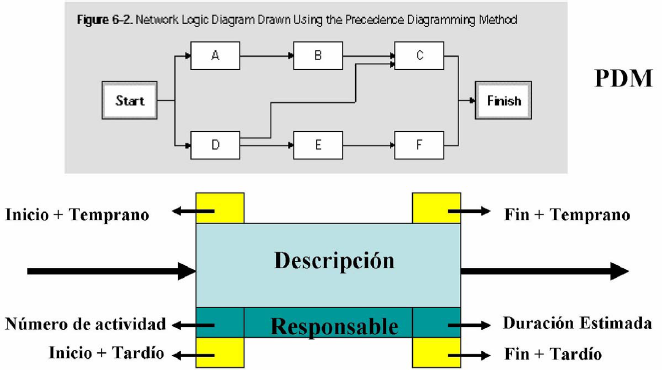 Figure 6–2. Network Logic Diagram Drawn Using the Precedence Diagramming Method
A B C
PDM
Start Finish
D E F
Inicio + Temprano Fin + Temprano
Descripción
Número de actividad Responsable Duración Estimada
Inicio + Tardío Fin + Tardío